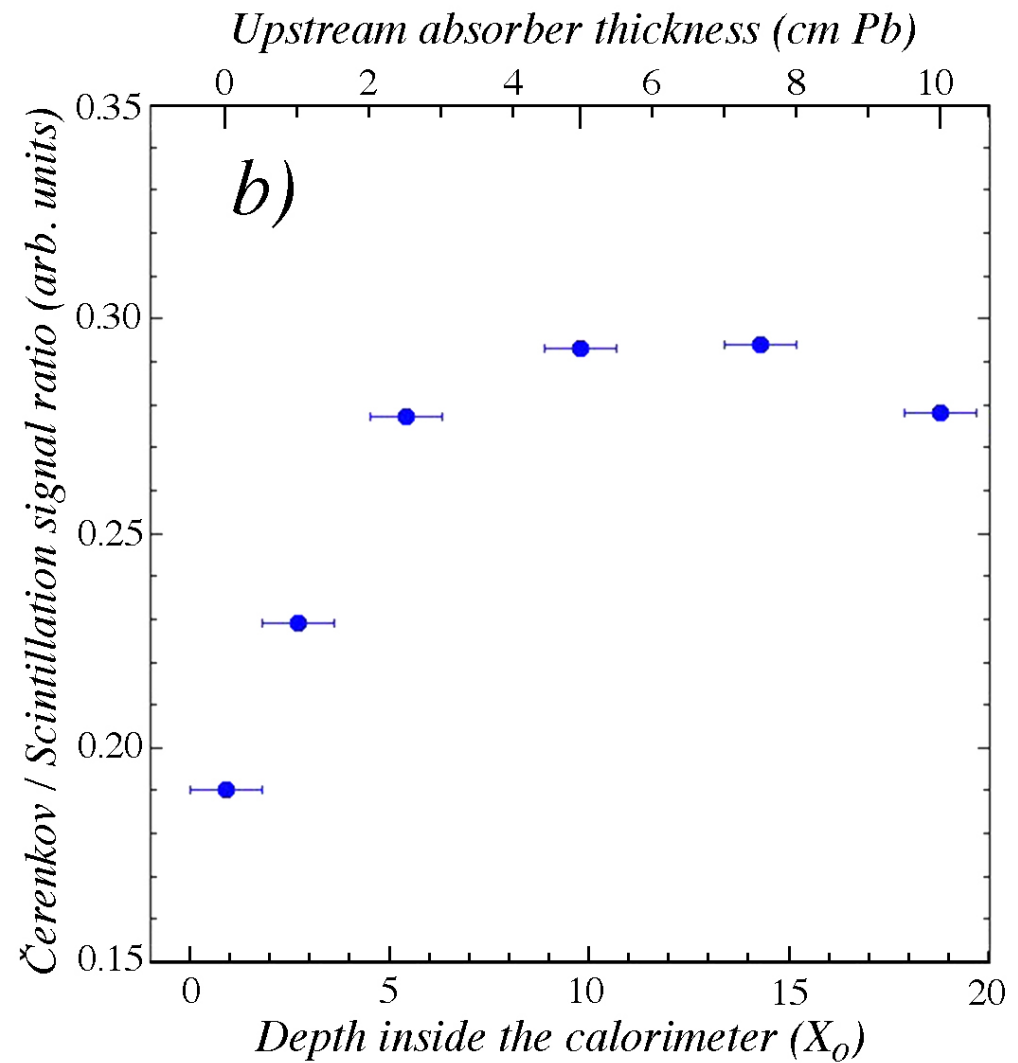 Upstream absorber thickness (cm Pb)
0 2 4 6 8 10
b)
Čerenkov / Scintillation signal ratio (arb. units)
0.35
0.30
0.25
0.20
0.15
0 5 10 15 20
Depth inside the calorimeter (Xo)